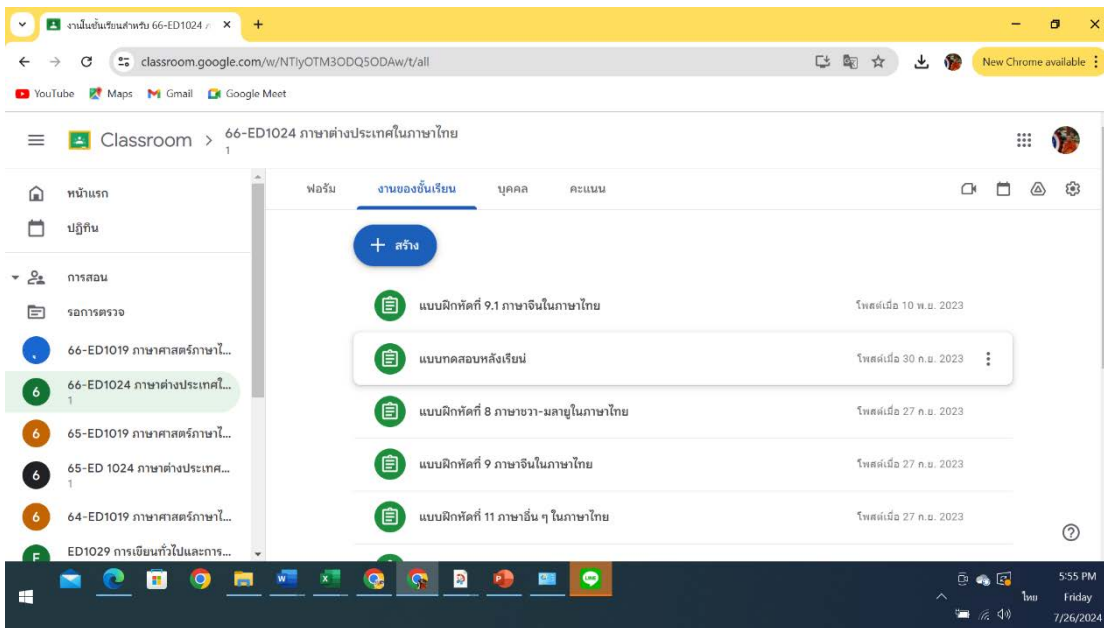 งานในชั้นเรียนสำหรับ 66-ED1024
classroom.google.com/w/NTIyOTM3ODQ5ODAw/t/all
New Chrome available
YouTube Maps Gmail Google Meet
Classroom > 66-ED1024 ภาษาต่างประเทศในภาษาไทย
1
ฟอรัม งานของชั้นเรียน บุคคล คะแนน
หน้าแรก
ปฏิทิน
การสอน
รอการตรวจ
66-ED1019 ภาษาศาสตร์ภาษาไ...
6 66-ED1024 ภาษาต่างประเทศใ...
1
6 65-ED1019 ภาษาศาสตร์ภาษาไ...
6 65-ED 1024 ภาษาต่างประเทศ...
1
6 64-ED1019 ภาษาศาสตร์ภาษาไ...
E ED1029 การเขียนทั่วไปและการ...
+ สร้าง
แบบฝึกหัดที่ 9.1 ภาษาจีนในภาษาไทย โพสต์เมื่อ 10 พ.ย. 2023
แบบทดสอบหลังเรียน่ โพสต์เมื่อ 30 ก.ย. 2023
แบบฝึกหัดที่ 8 ภาษาชวา-มลายูในภาษาไทย โพสต์เมื่อ 27 ก.ย. 2023
แบบฝึกหัดที่ 9 ภาษาจีนในภาษาไทย โพสต์เมื่อ 27 ก.ย. 2023
แบบฝึกหัดที่ 11 ภาษาอื่น ๆ ในภาษาไทย โพสต์เมื่อ 27 ก.ย. 2023
LINE
ไทย
5:55 PM
Friday
7/26/2024